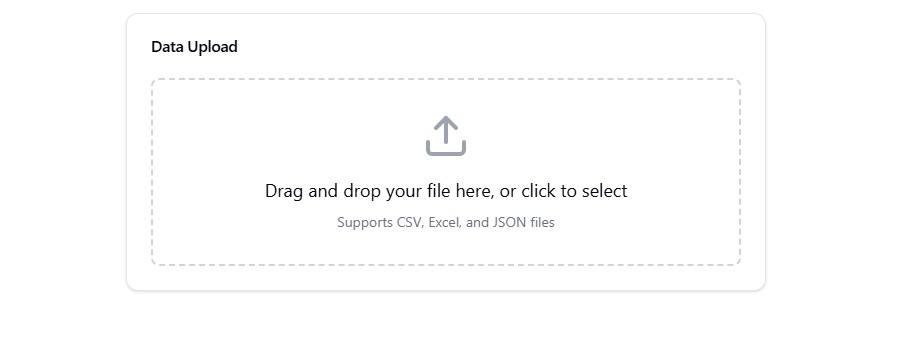 Data Upload
Drag and drop your file here, or click to select
Supports CSV, Excel, and JSON files